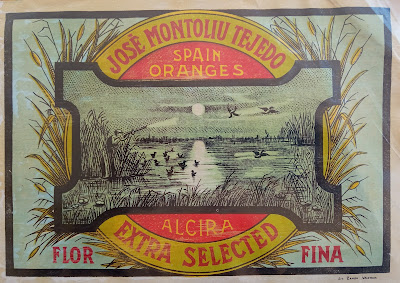 JOSÉ MONTOLIU TEJEDO
SPAIN
ORANGES
ALCIRA
EXTRA SELECTED
FLOR FINA